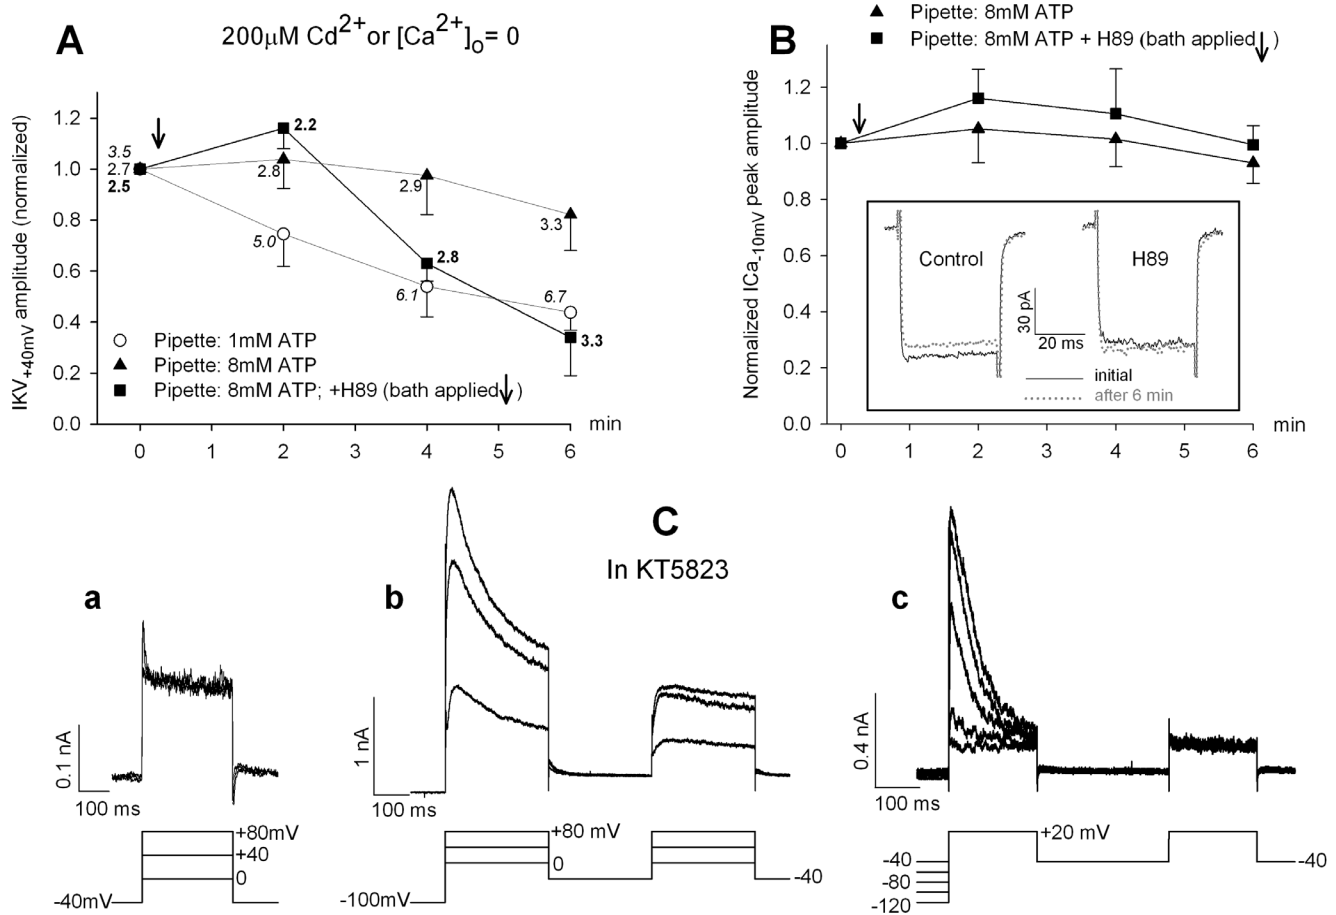 A
200μM Cd2+ or [Ca2+]o = 0
IKV+40mV amplitude (normalized)
1.2
1.0
0.8
0.6
0.4
0.2
0.0
3.5
2.7
2.5
2.2
2.8
5.0
2.9
2.8
6.1
3.3
6.7
3.3
Pipette: 1mM ATP
Pipette: 8mM ATP
Pipette: 8mM ATP; +H89 (bath applied ↓ )
0 1 2 3 4 5 6
min
Pipette: 8mM ATP
Pipette: 8mM ATP + H89 (bath applied ↓ )
B
Normalized ICa-10mV peak amplitude
1.2
1.0
0.8
0.6
0.4
0.2
0.0
Control
H89
30 pA
20 ms
initial
after 6 min
0 1 2 3 4 5 6
min
C
In KT5823
a
0.1 nA
100 ms
+80mV
+40
0
-40mV
b
1 nA
100 ms
+80 mV
0
-40
-100mV
c
0.4 nA
100 ms
+20 mV
-40
-80
-120
-40